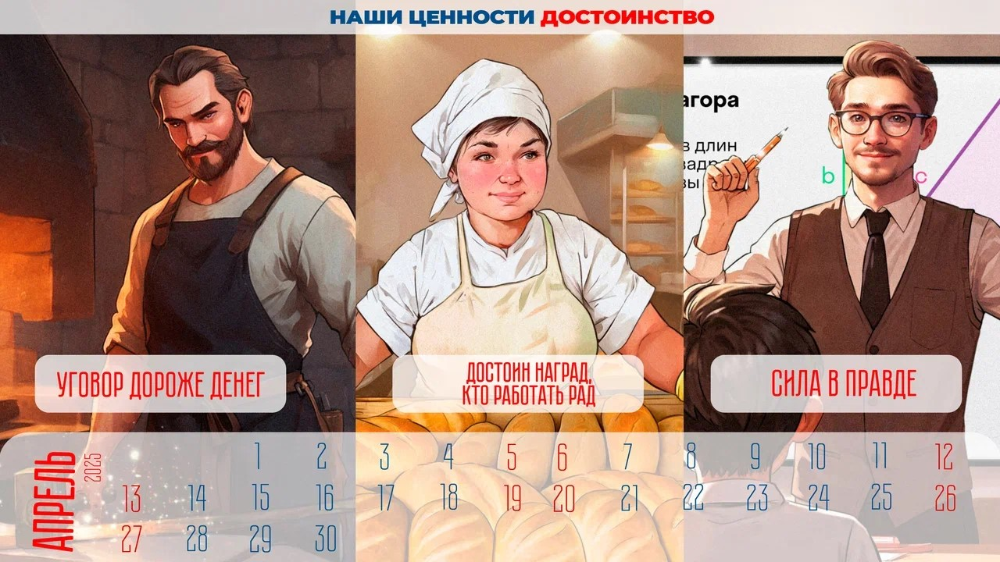 НАШИ ЦЕННОСТИ ДОСТОИНСТВО
агора
в длин
b
c
УГОВОР ДОРОЖЕ ДЕНЕГ
ДОСТОИН НАГРАД,
КТО РАБОТАТЬ РАД
СИЛА В ПРАВДЕ
АПРЕЛЬ
2025
1 2 3 4 5 6 7 8 9 10 11 12
13 14 15 16 17 18 19 20 21 22 23 24 25 26
27 28 29 30